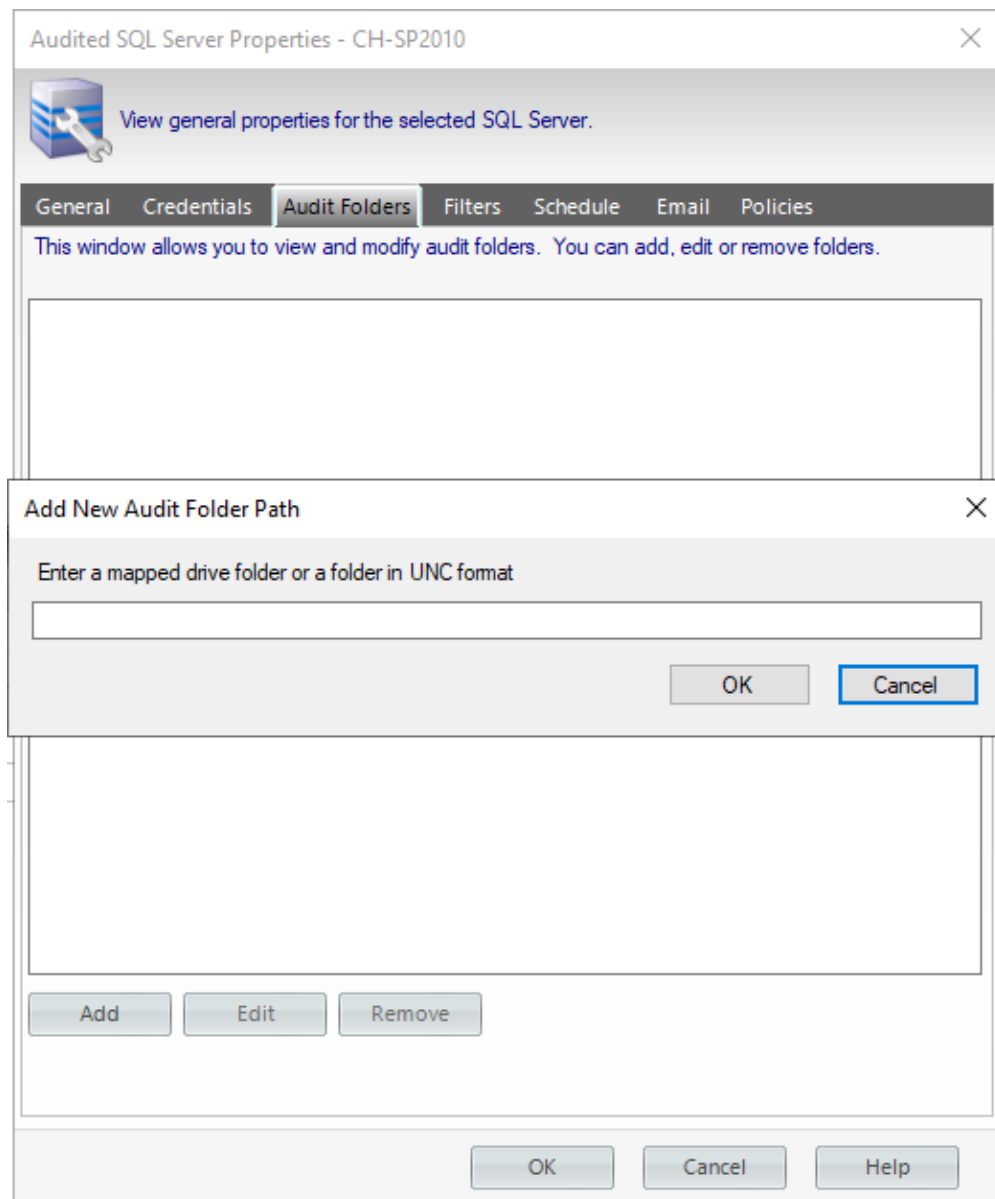 Audited SQL Server Properties - CH-SP2010
View general properties for the selected SQL Server.
General Credentials Audit Folders Filters Schedule Email Policies
This window allows you to view and modify audit folders. You can add, edit or remove folders.
Add New Audit Folder Path
Enter a mapped drive folder or a folder in UNC format
OK Cancel
Add Edit Remove
OK Cancel Help